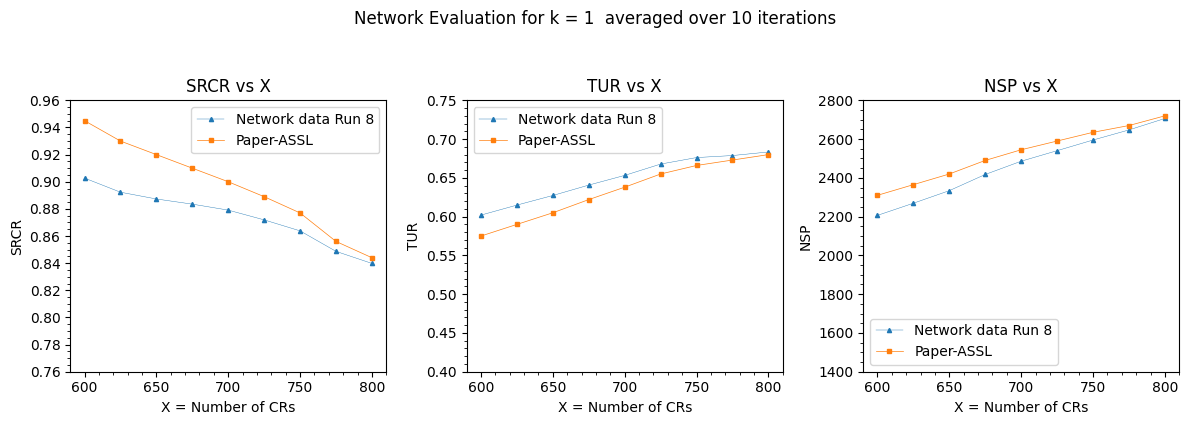 Network Evaluation for k = 1  averaged over 10 iterations
SRCR vs X
0.96
0.94
0.92
0.90
0.88
0.86
0.84
0.82
0.80
0.78
0.76
SRCR
Network data Run 8
Paper-ASSL
600 650 700 750 800
X = Number of CRs
TUR vs X
0.75
0.70
0.65
0.60
0.55
0.50
0.45
0.40
TUR
Network data Run 8
Paper-ASSL
600 650 700 750 800
X = Number of CRs
NSP vs X
2800
2600
2400
2200
2000
1800
1600
1400
NSP
Network data Run 8
Paper-ASSL
600 650 700 750 800
X = Number of CRs